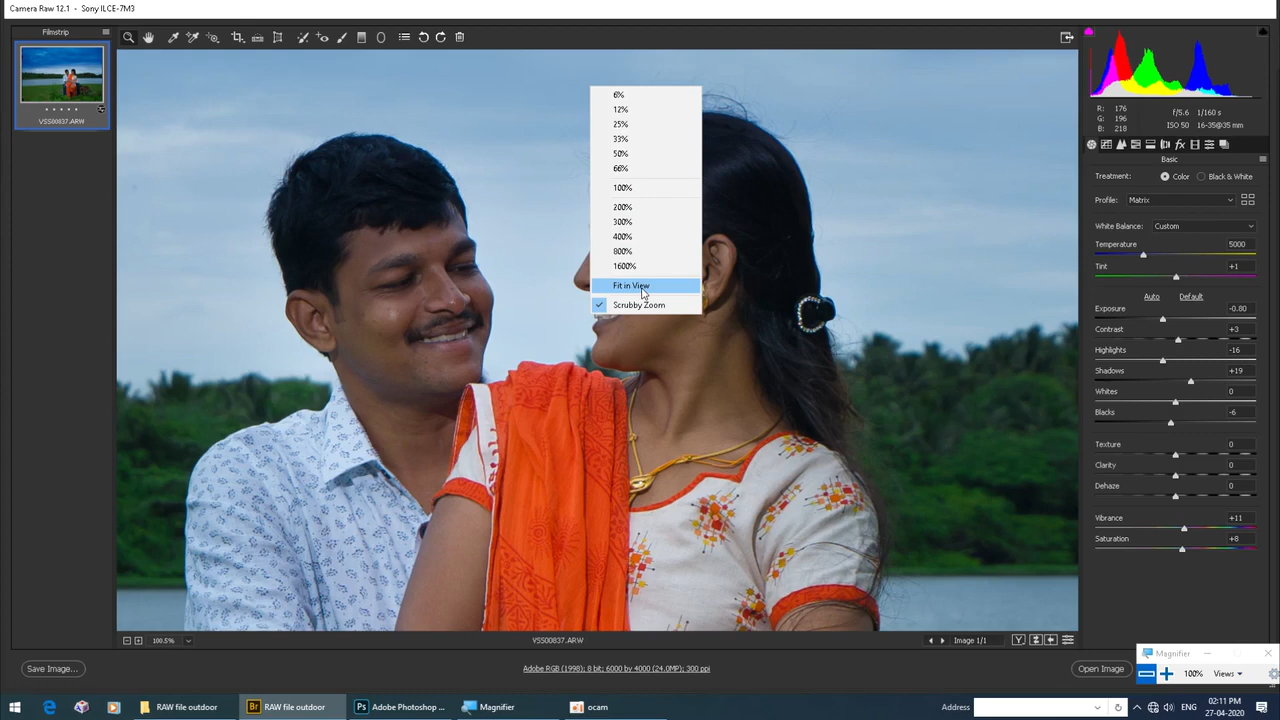 Camera Raw 12.1 - Sony ILCE-7M3
Filmstrip
VSS00837.ARW
6%
12%
25%
33%
50%
66%
100%
200%
300%
400%
800%
1600%
Fit in View
Scrubby Zoom
R: 176
G: 196
B: 218
f/5.6 1/160 s
ISO 50 16-35@35 mm
Basic
Treatment: Color Black & White
Profile: Matrix
White Balance: Custom
Temperature 5000
Tint +1
Auto Default
Exposure -0.80
Contrast +3
Highlights -16
Shadows +19
Whites 0
Blacks -6
Texture 0
Clarity 0
Dehaze 0
Vibrance +11
Saturation +8
100.5% VSS00837.ARW Image 1/1 Y
Save Image... Adobe RGB (1998); 8 bit; 6000 by 4000 (24.0MP); 300 ppi Open Image
Magnifier
100% Views
RAW file outdoor Br RAW file outdoor Ps Adobe Photoshop ... Magnifier ocam Address ENG 02:11 PM
27-04-2020